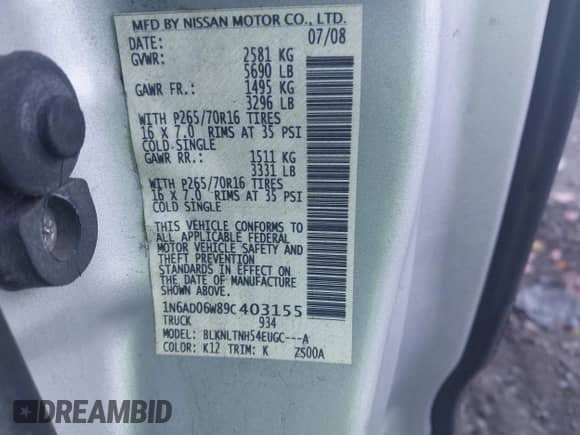 MFD BY NISSAN MOTOR CO., LTD.
DATE: 07/08
GVWR: 2581 KG
5690 LB
GAWR FR.: 1495 KG
3296 LB
WITH P265/70R16 TIRES
16 X 7.0 RIMS AT 35 PSI
COLD SINGLE
GAWR RR.: 1511 KG
3331 LB
WITH P265/70R16 TIRES
16 X 7.0 RIMS AT 35 PSI
COLD SINGLE
THIS VEHICLE CONFORMS TO
ALL APPLICABLE FEDERAL
MOTOR VEHICLE SAFETY AND
AND THEFT PREVENTION
STANDARDS IN EFFECT ON
THE DATE OF MANUFACTURE
SHOWN ABOVE.
1N6AD06W89C403155
TRUCK 934
MODEL: BLKNLTNH54EUGC---A
COLOR: K12 TRIM: K ZS00A
DREAMBID